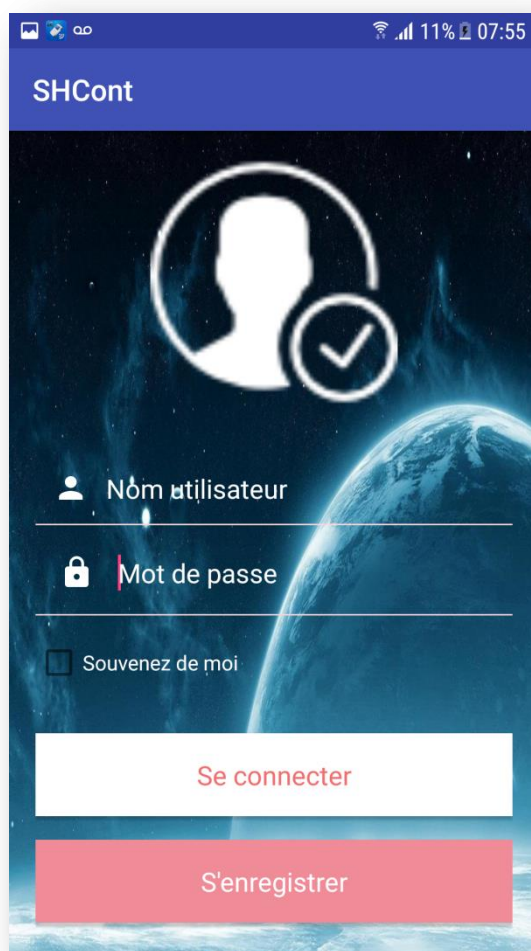 11% 07:55
SHCont
Nom utilisateur
Mot de passe
Souvenez de moi
Se connecter
S'enregistrer